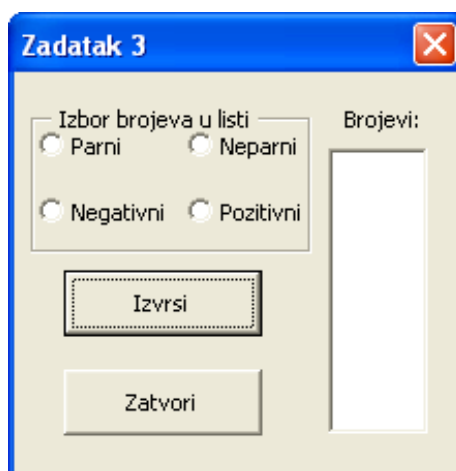 Zadatak 3
Izbor brojeva u listi
Brojevi:
Parni
Neparni
Negativni
Pozitivni
Izvrsi
Zatvori